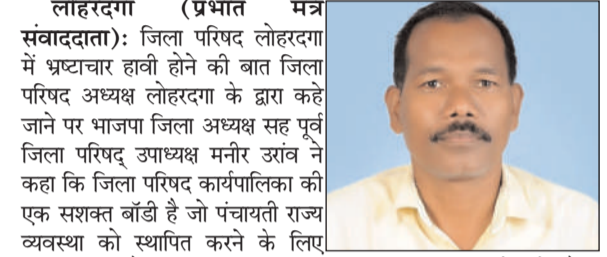 लोहरदगा (प्रभात मंत्र
संवाददाता): जिला परिषद लोहरदगा
में भ्रष्टाचार हावी होने की बात जिला
परिषद अध्यक्ष लोहरदगा के द्वारा कहे
जाने पर भाजपा जिला अध्यक्ष सह पूर्व
जिला परिषद् उपाध्यक्ष मनीर उरांव ने
कहा कि जिला परिषद कार्यपालिका की
एक सशक्त बॉडी है जो पंचायती राज्य
व्यवस्था को स्थापित करने के लिए